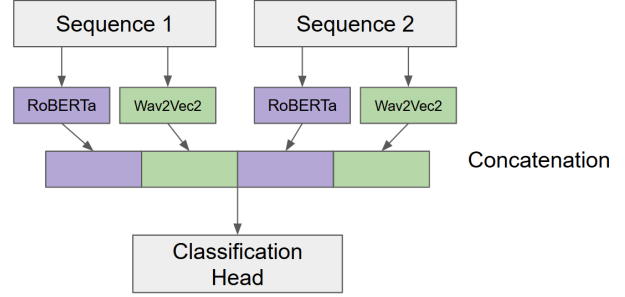 Sequence 1
Sequence 2
RoBERTa
Wav2Vec2
RoBERTa
Wav2Vec2
Concatenation
Classification
Head